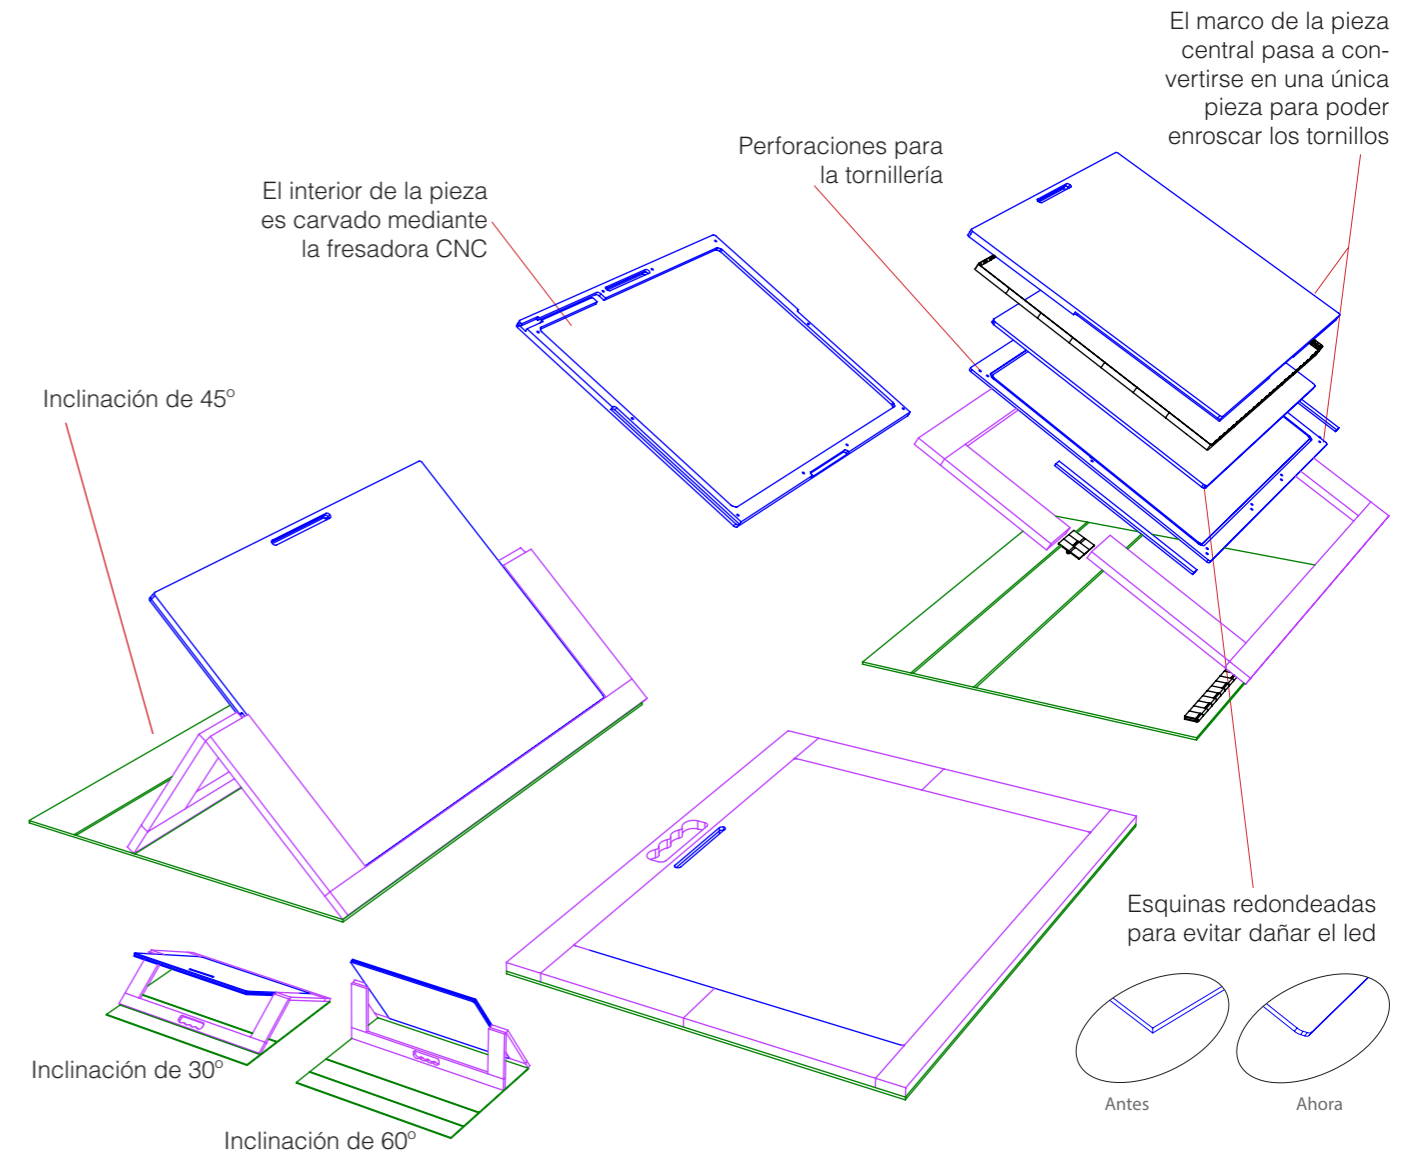 El marco de la pieza
central pasa a con-
vertirse en una única
pieza para poder
enroscar los tornillos
Perforaciones para
la tornillería
El interior de la pieza
es carvado mediante
la fresadora CNC
Inclinación de 45º
Esquinas redondeadas
para evitar dañar el led
Antes
Ahora
Inclinación de 30º
Inclinación de 60º